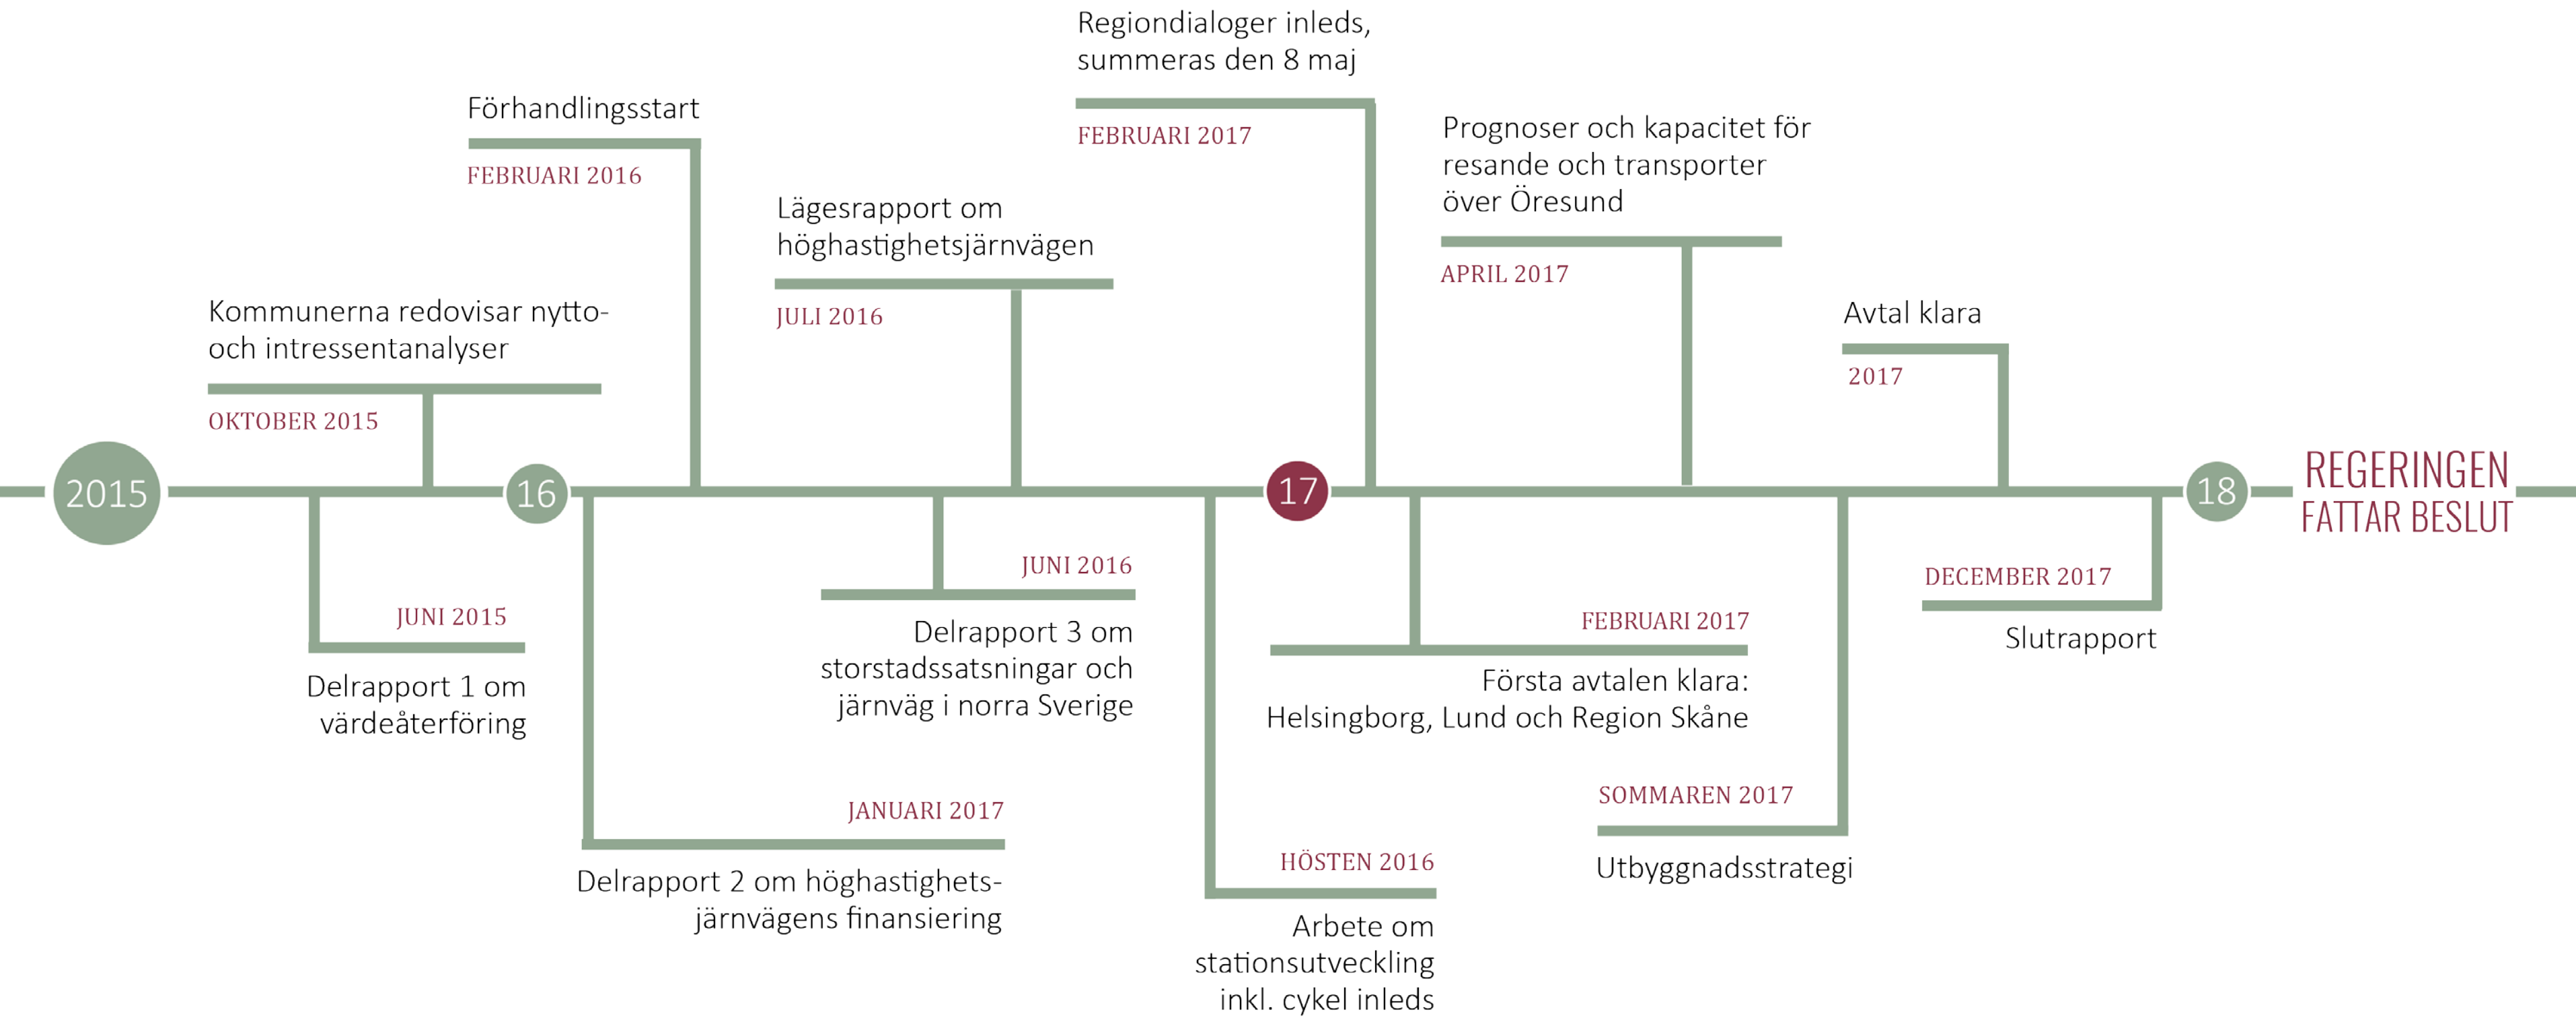 Regiondialoger inleds,
summeras den 8 maj
FEBRUARI 2017
Förhandlingsstart
FEBRUARI 2016
Prognoser och kapacitet för
resande och transporter
över Öresund
APRIL 2017
Lägesrapport om
höghastighetsjärnvägen
JULI 2016
Kommunerna redovisar nytto-
och intressentanalyser
OKTOBER 2015
Avtal klara
2017
2015
16
17
18
REGERINGEN
FATTAR BESLUT
JUNI 2015
Delrapport 1 om
värdeåterföring
JANUARI 2017
Delrapport 2 om höghastighets-
järnvägens finansiering
JUNI 2016
Delrapport 3 om
storstadssatsningar och
järnväg i norra Sverige
HÖSTEN 2016
Arbete om
stationsutveckling
inkl. cykel inleds
FEBRUARI 2017
Första avtalen klara:
Helsingborg, Lund och Region Skåne
SOMMAREN 2017
Utbyggnadsstrategi
DECEMBER 2017
Slutrapport